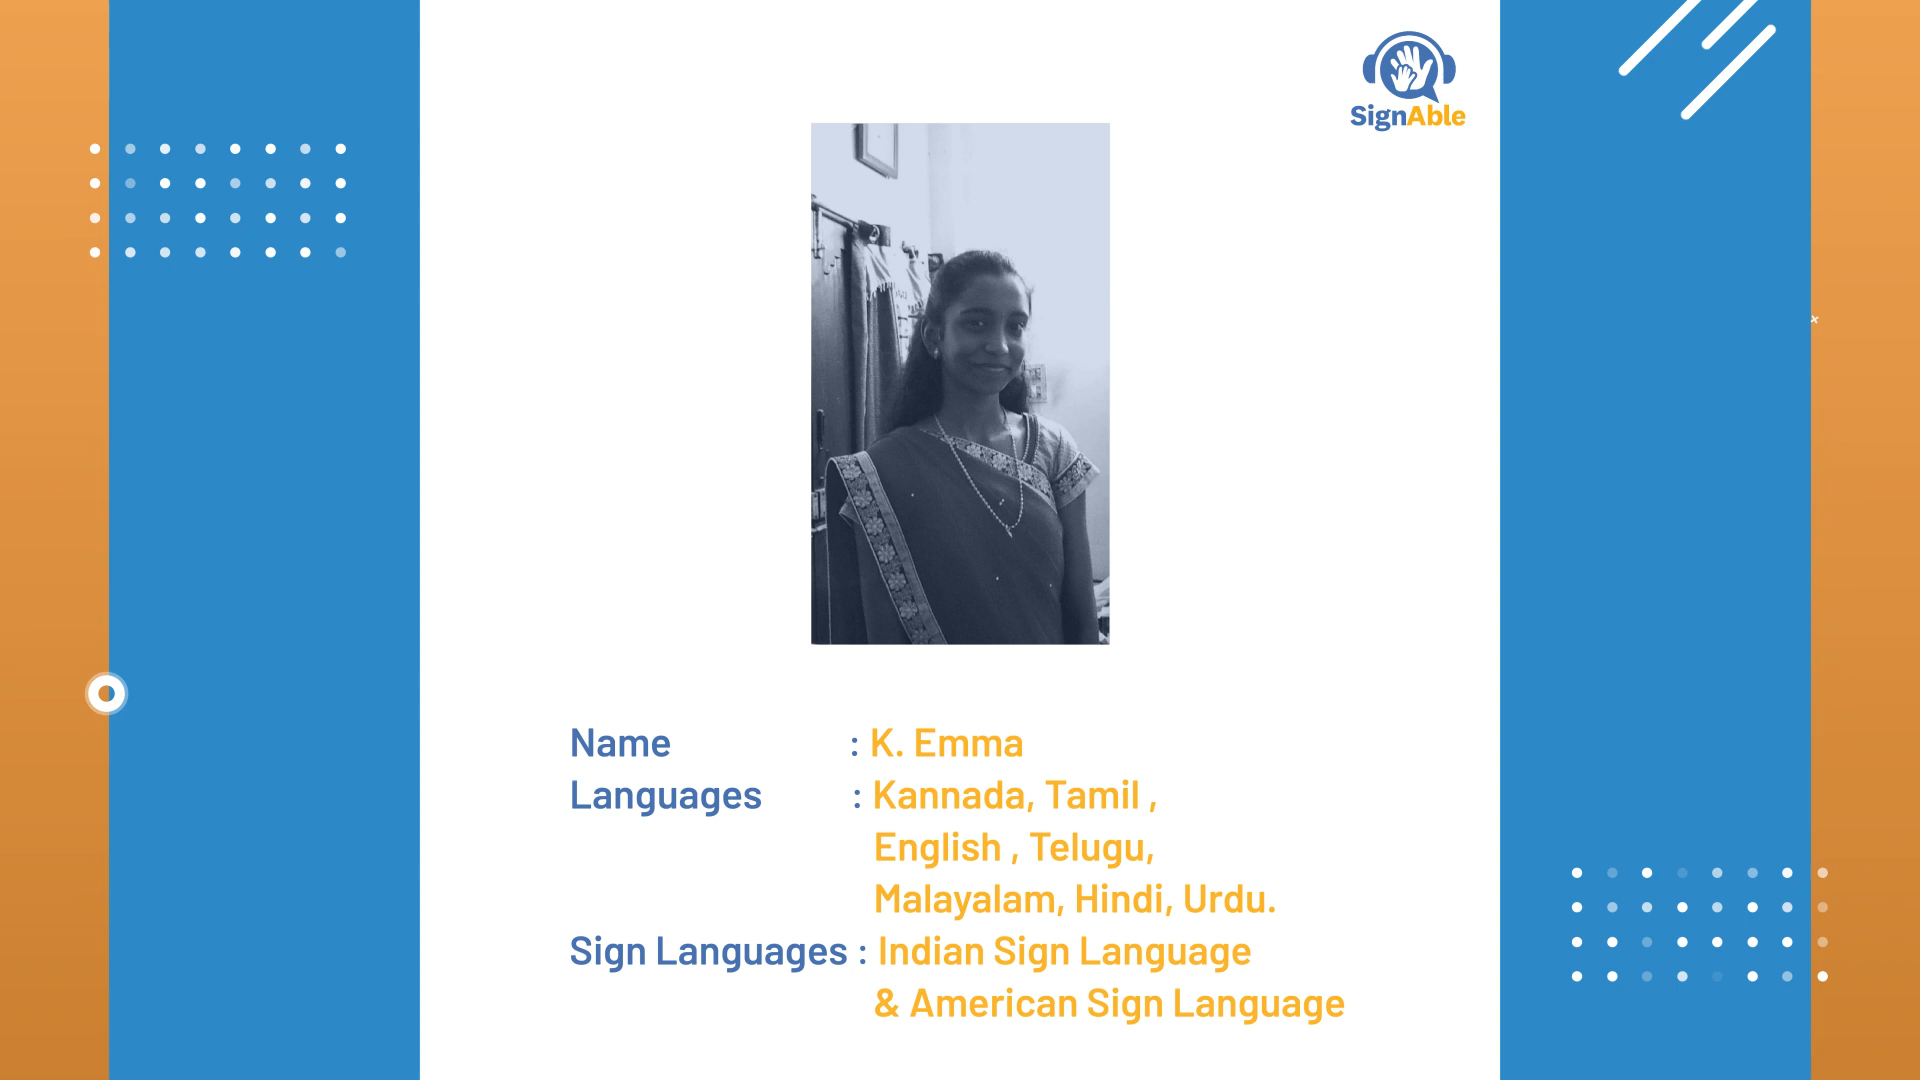 SignAble
Name : K. Emma
Languages : Kannada, Tamil ,
English , Telugu,
Malayalam, Hindi, Urdu.
Sign Languages : Indian Sign Language
& American Sign Language